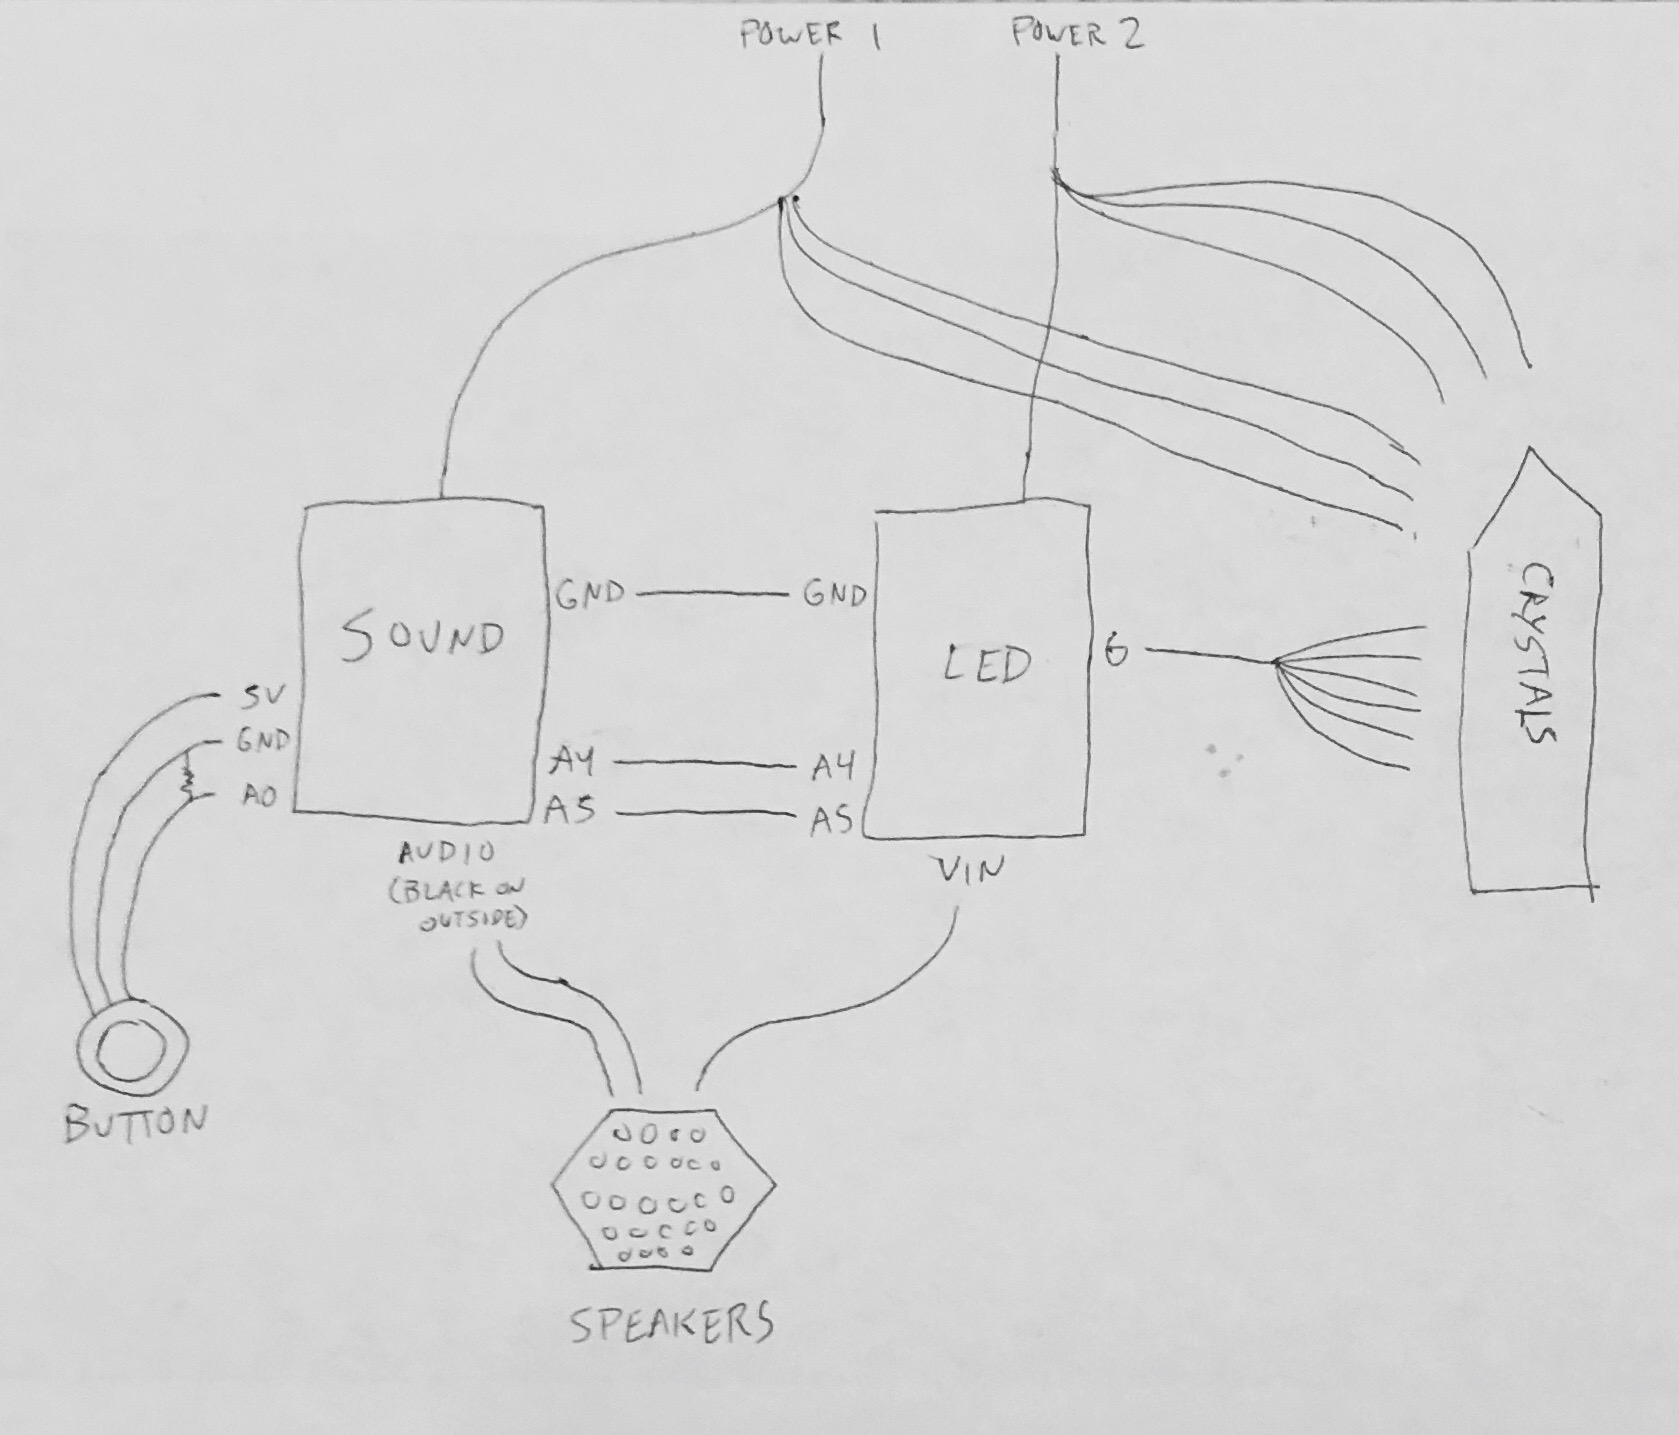 POWER 1
POWER 2
SOUND
GND
GND
LED
6
CRYSTALS
5V
GND
A0
A4
A4
A5
A5
AUDIO
(BLACK ON
OUTSIDE)
VIN
BUTTON
SPEAKERS